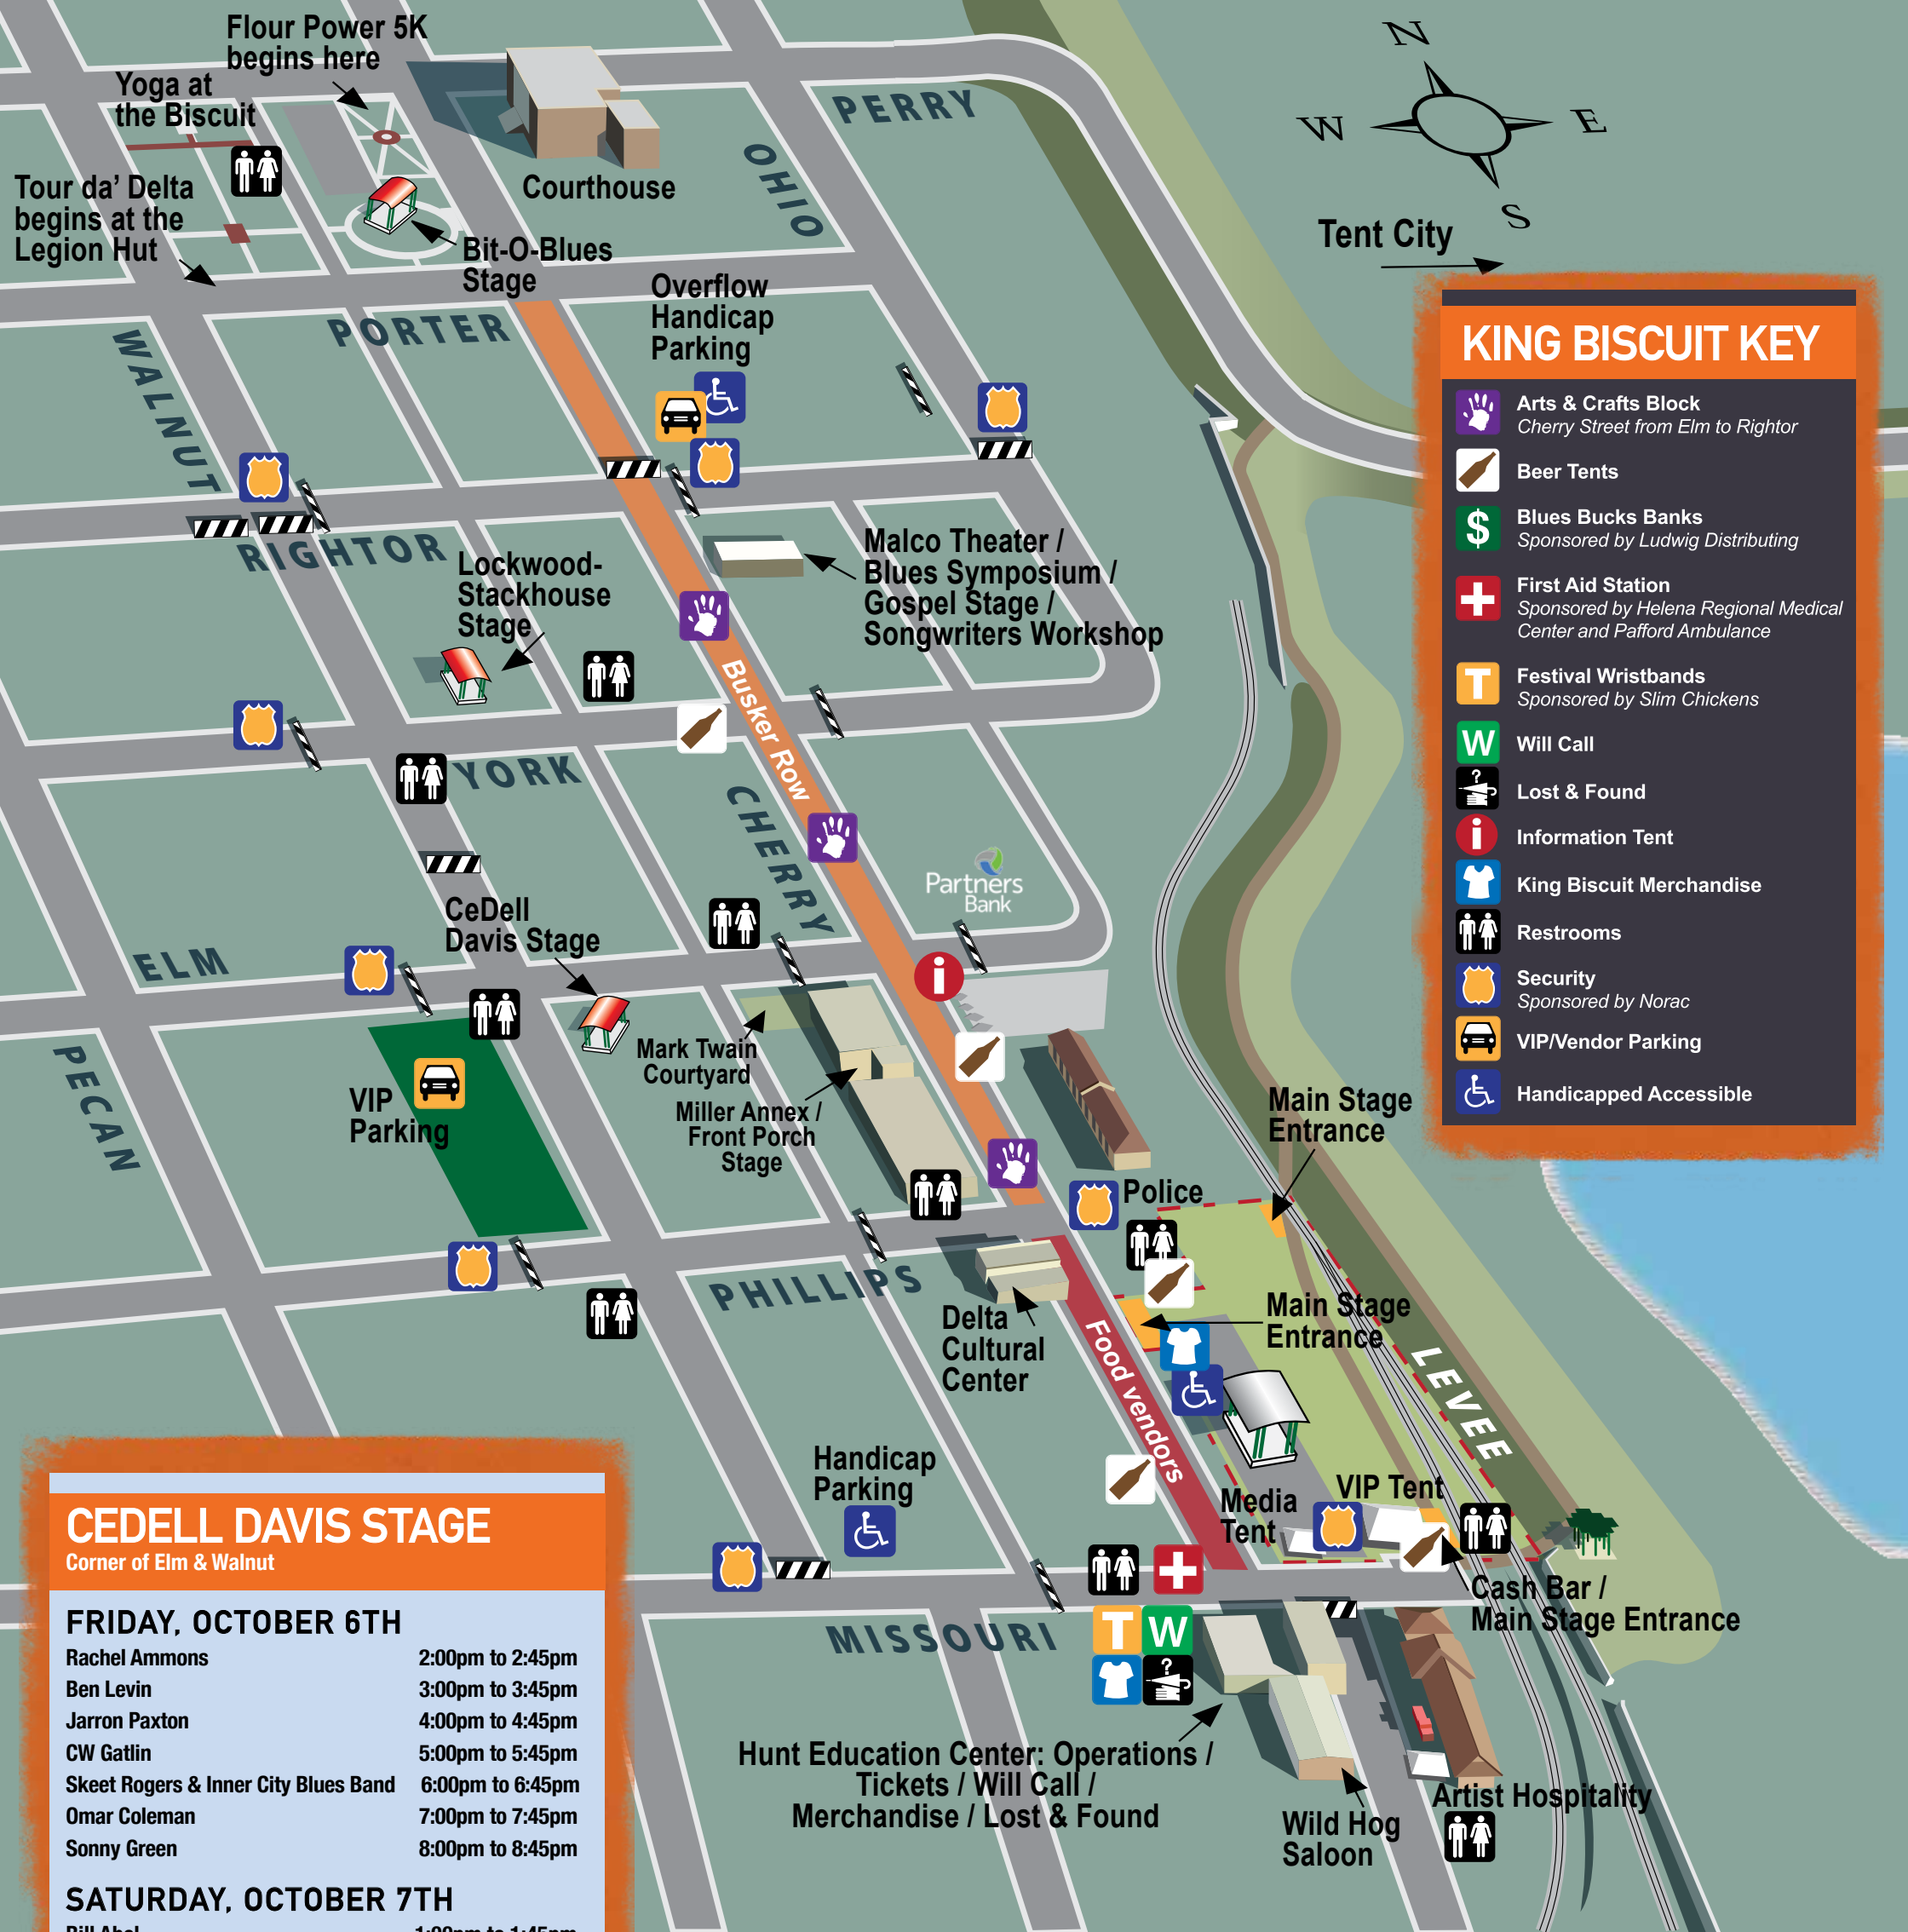 Flour Power 5K
begins here
Yoga at
the Biscuit
Tour da’ Delta
begins at the
Legion Hut
Courthouse
Bit-O-Blues
Stage
PERRY
OHIO
N
W
E
S
Tent City
Overflow
Handicap
Parking
PORTER
WALNUT
RIGHTOR
Lockwood-
Stackhouse
Stage
Malco Theater /
Blues Symposium /
Gospel Stage /
Songwriters Workshop
Busker Row
YORK
CHERRY
Partners
Bank
CeDell
Davis Stage
ELM
PECAN
VIP
Parking
Mark Twain
Courtyard
Miller Annex /
Front Porch
Stage
Main Stage
Entrance
Police
PHILLIPS
Delta
Cultural
Center
Food vendors
Main Stage
Entrance
LEVEE
Handicap
Parking
Media
Tent
VIP Tent
Cash Bar /
Main Stage Entrance
MISSOURI
T
W
?
Hunt Education Center: Operations /
Tickets / Will Call /
Merchandise / Lost & Found
Wild Hog
Saloon
Artist Hospitality
KING BISCUIT KEY
Arts & Crafts Block
Cherry Street from Elm to Rightor
Beer Tents
$
Blues Bucks Banks
Sponsored by Ludwig Distributing
First Aid Station
Sponsored by Helena Regional Medical
Center and Pafford Ambulance
T
Festival Wristbands
Sponsored by Slim Chickens
W
Will Call
?
Lost & Found
i
Information Tent
King Biscuit Merchandise
Restrooms
Security
Sponsored by Norac
VIP/Vendor Parking
Handicapped Accessible
i
CEDELL DAVIS STAGE
Corner of Elm & Walnut
FRIDAY, OCTOBER 6TH
Rachel Ammons 2:00pm to 2:45pm
Ben Levin 3:00pm to 3:45pm
Jarron Paxton 4:00pm to 4:45pm
CW Gatlin 5:00pm to 5:45pm
Skeet Rogers & Inner City Blues Band 6:00pm to 6:45pm
Omar Coleman 7:00pm to 7:45pm
Sonny Green 8:00pm to 8:45pm
SATURDAY, OCTOBER 7TH